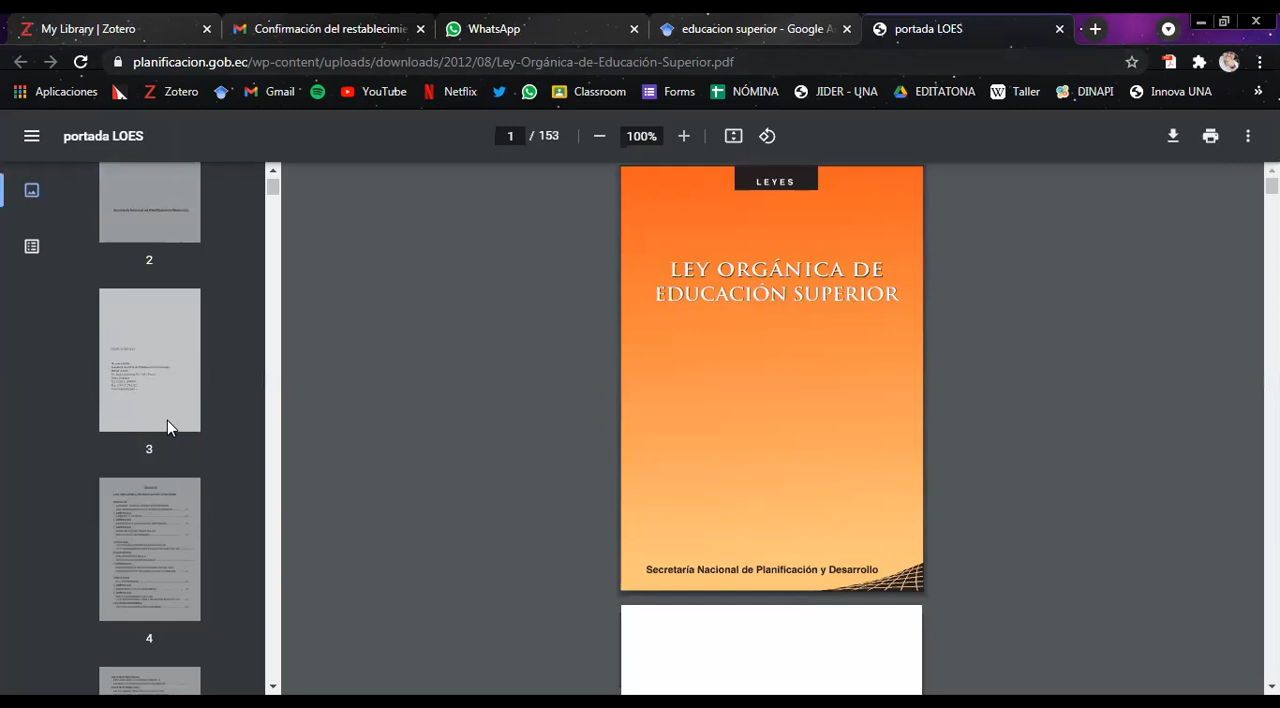 My Library | Zotero
Confirmación del restablecimie
WhatsApp
educacion superior - Google A
portada LOES
planificacion.gob.ec/wp-content/uploads/downloads/2012/08/Ley-Orgánica-de-Educación-Superior.pdf
Aplicaciones
Zotero
Gmail
YouTube
Netflix
Classroom
Forms
NÓMINA
JIDER - UNA
EDITATONA
Taller
DINAPI
Innova UNA
»
portada LOES
1 / 153
100%
2
3
4
LEYES
LEY ORGÁNICA DE
EDUCACIÓN SUPERIOR
Secretaría Nacional de Planificación y Desarrollo